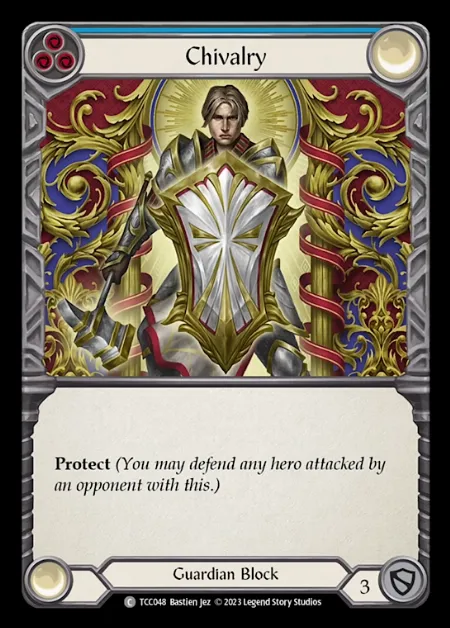 Chivalry
Protect (You may defend any hero attacked by
an opponent with this.)
Guardian Block
3
C TCC048 Bastien Jez © 2023 Legend Story Studios